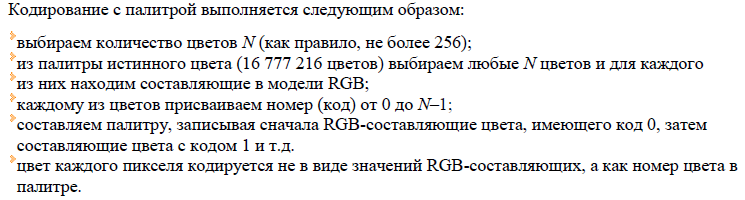 Кодирование с палитрой выполняется следующим образом:
выбираем количество цветов N (как правило, не более 256);
из палитры истинного цвета (16 777 216 цветов) выбираем любые N цветов и для каждого
из них находим составляющие в модели RGB;
каждому из цветов присваиваем номер (код) от 0 до N–1;
составляем палитру, записывая сначала RGB-составляющие цвета, имеющего код 0, затем
составляющие цвета с кодом 1 и т.д.
цвет каждого пикселя кодируется не в виде значений RGB-составляющих, а как номер цвета в
палитре.